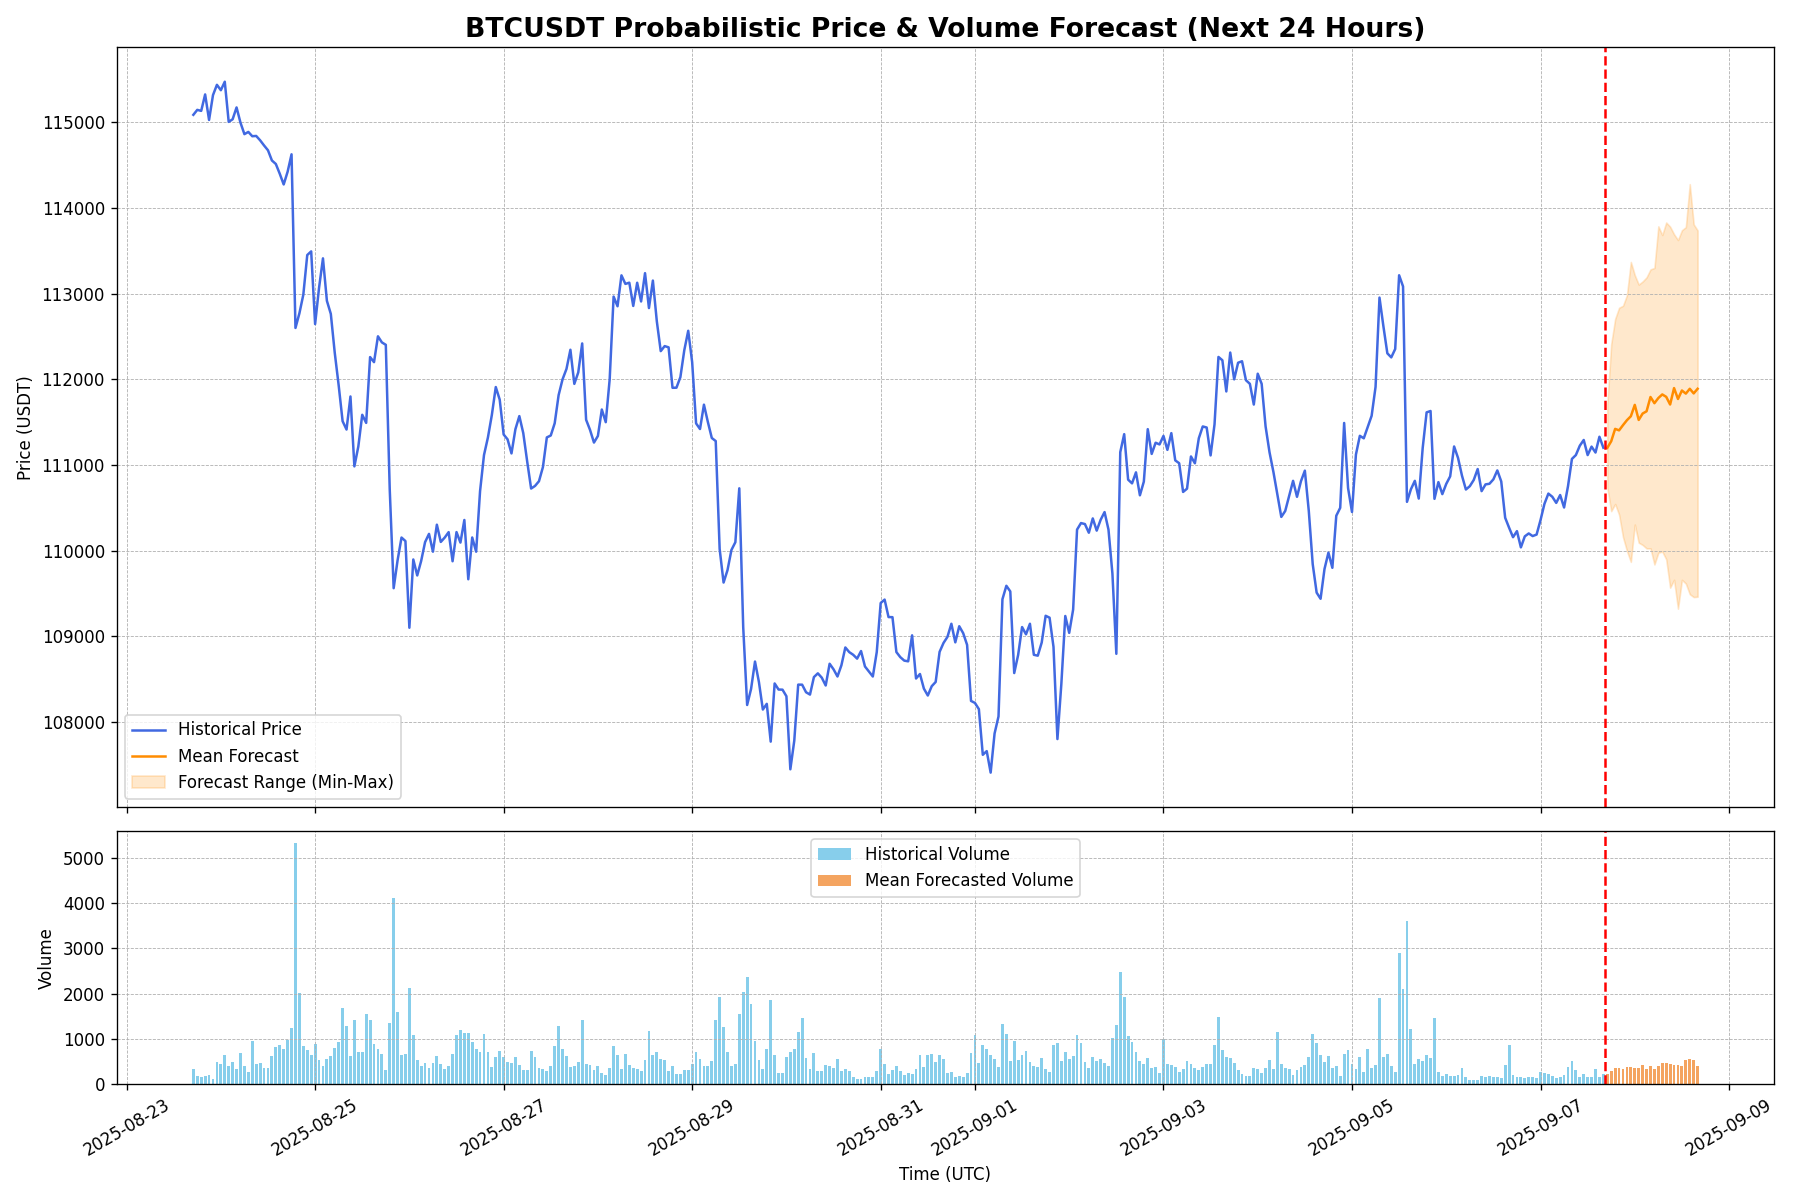 BTCUSDT Probabilistic Price & Volume Forecast (Next 24 Hours)
Price (USDT)
115000
114000
113000
112000
111000
110000
109000
108000
Historical Price
Mean Forecast
Forecast Range (Min-Max)
Volume
5000
4000
3000
2000
1000
0
Historical Volume
Mean Forecasted Volume
2025-08-23
2025-08-25
2025-08-27
2025-08-29
2025-08-31
2025-09-01
2025-09-03
2025-09-05
2025-09-07
2025-09-09
Time (UTC)